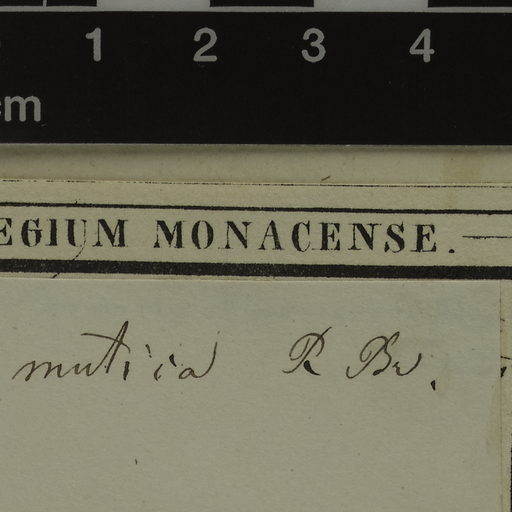 1 2 3 4
cm
EGIUM MONACENSE.
mutica R Br.